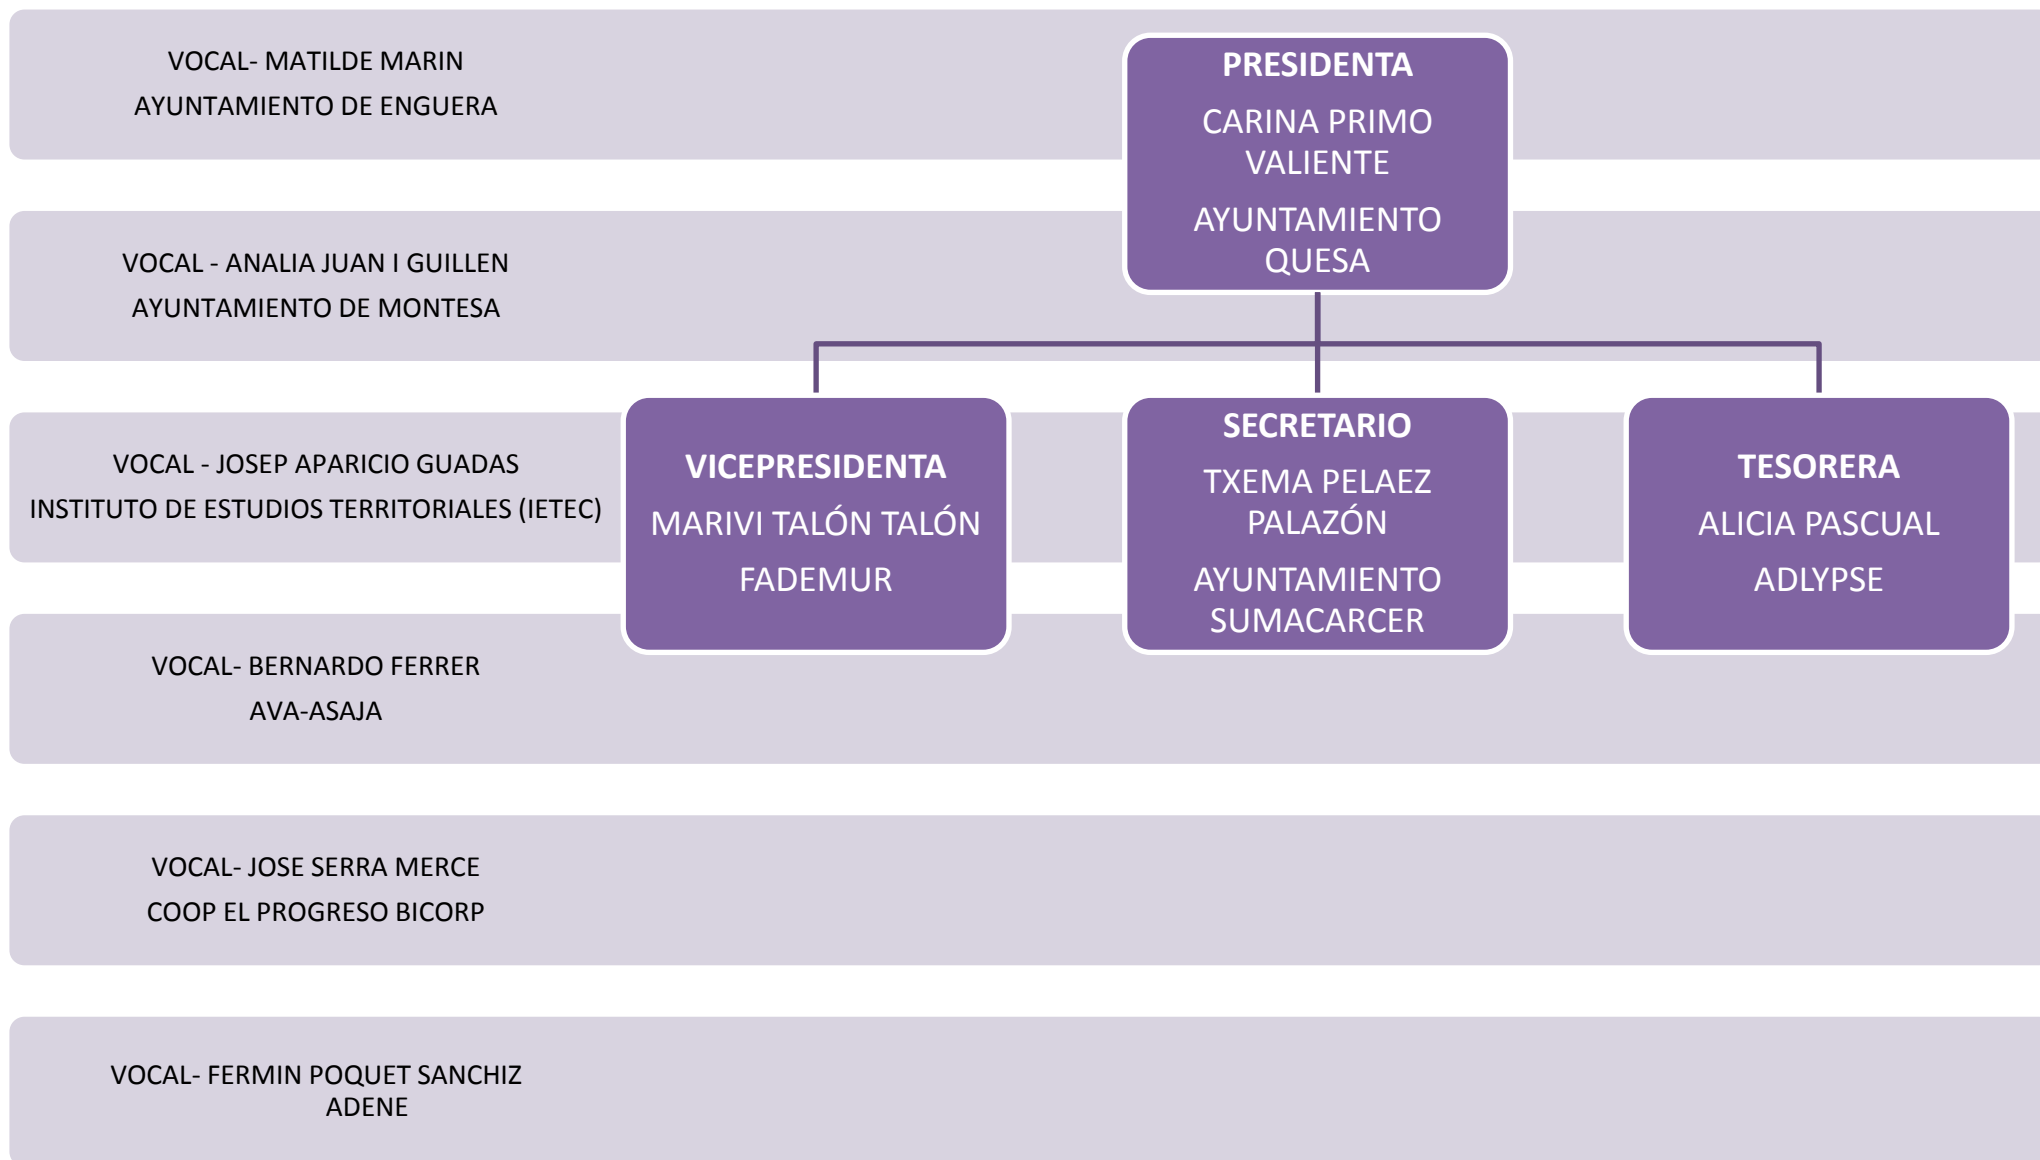 VOCAL- MATILDE MARIN
AYUNTAMIENTO DE ENGUERA
VOCAL - ANALIA JUAN I GUILLEN
AYUNTAMIENTO DE MONTESA
VOCAL - JOSEP APARICIO GUADAS
INSTITUTO DE ESTUDIOS TERRITORIALES (IETEC)
VOCAL- BERNARDO FERRER
AVA-ASAJA
VOCAL- JOSE SERRA MERCE
COOP EL PROGRESO BICORP
VOCAL- FERMIN POQUET SANCHIZ
ADENE
PRESIDENTA
CARINA PRIMO
VALIENTE
AYUNTAMIENTO
QUESA
VICEPRESIDENTA
MARIVI TALÓN TALÓN
FADEMUR
SECRETARIO
TXEMA PELAEZ
PALAZÓN
AYUNTAMIENTO
SUMACARCER
TESORERA
ALICIA PASCUAL
ADLYPSE